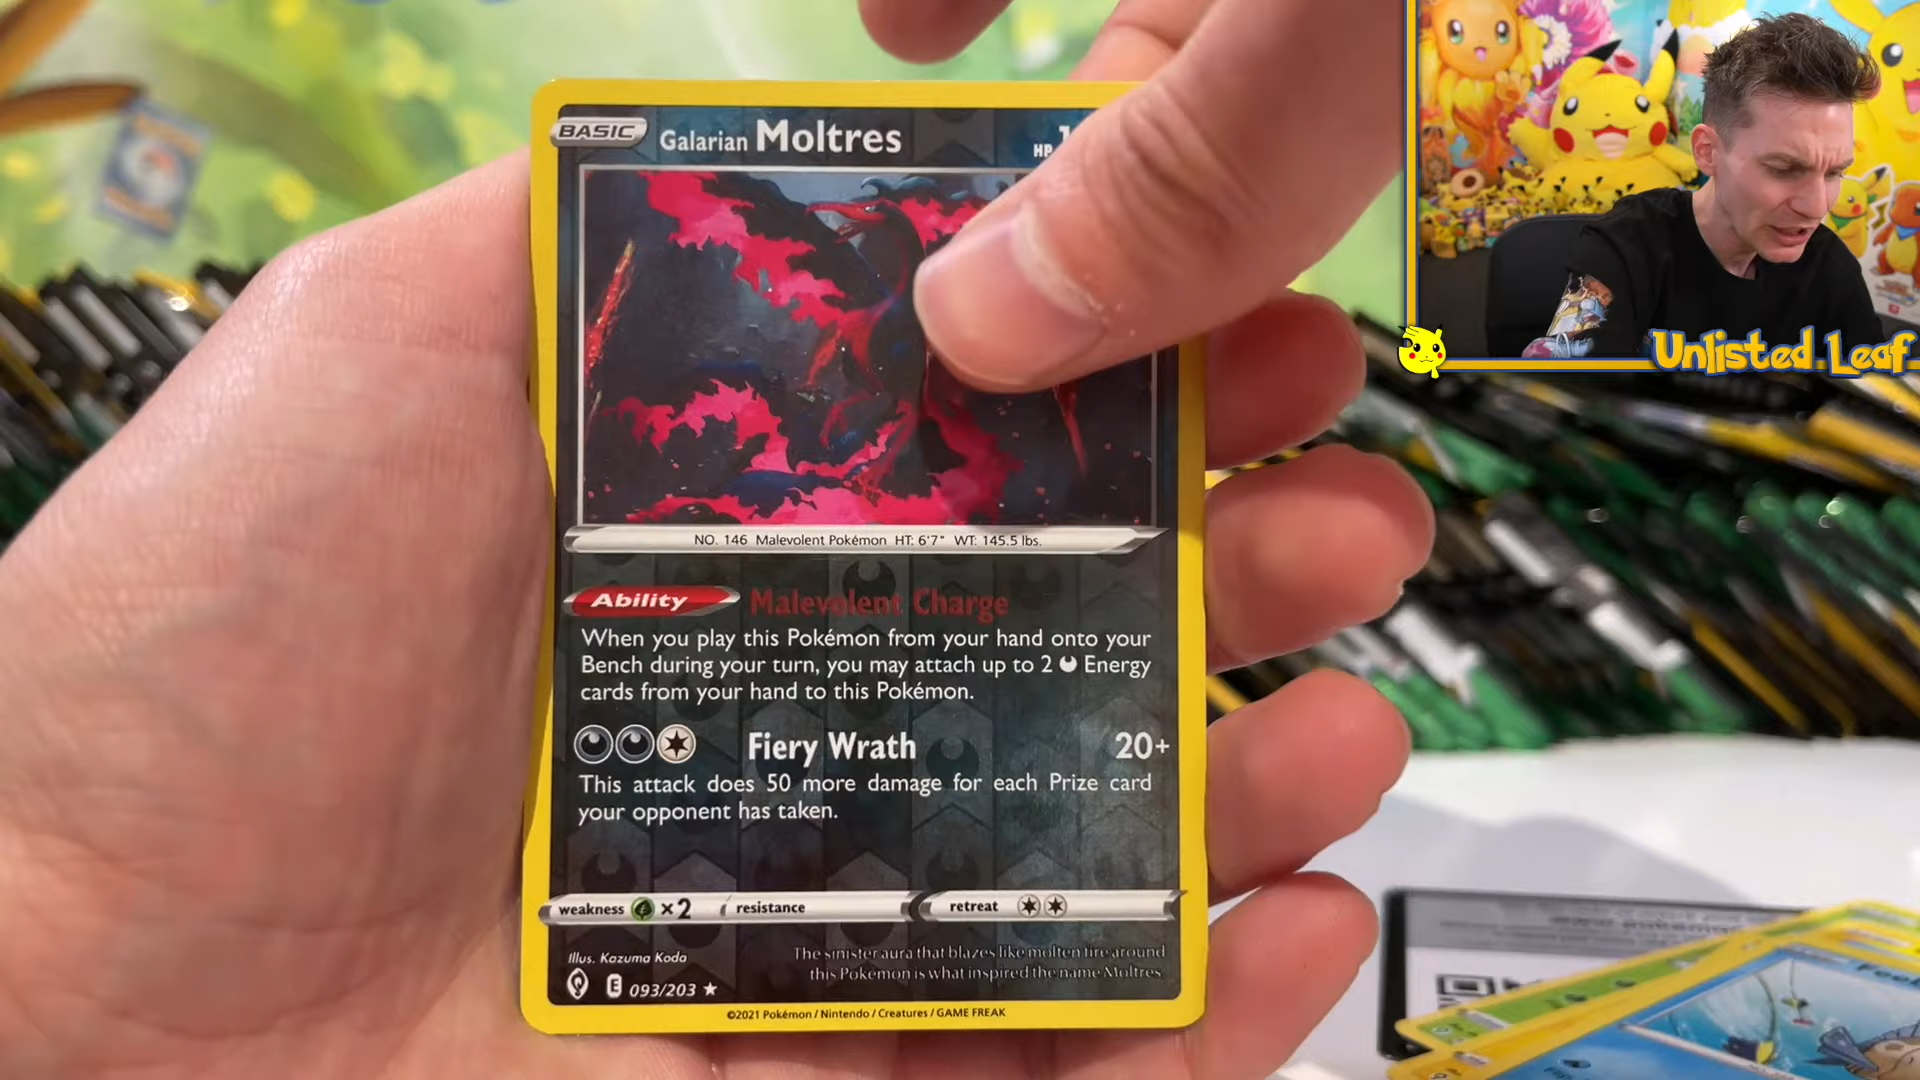 BASIC
Galarian Moltres
HP
NO. 146 Malevolent Pokémon HT: 6'7" WT: 145.5 lbs.
Ability Malevolent Charge
When you play this Pokémon from your hand onto your
Bench during your turn, you may attach up to 2 Energy
cards from your hand to this Pokémon.
Fiery Wrath 20+
This attack does 50 more damage for each Prize card
your opponent has taken.
weakness ×2 resistance retreat
Illus. Kazuma Koda
The sinister aura that blazes like molten fire around
this Pokémon is what inspired the name Moltres.
E 093/203 ★
©2021 Pokémon / Nintendo / Creatures / GAME FREAK
Unlisted Leaf